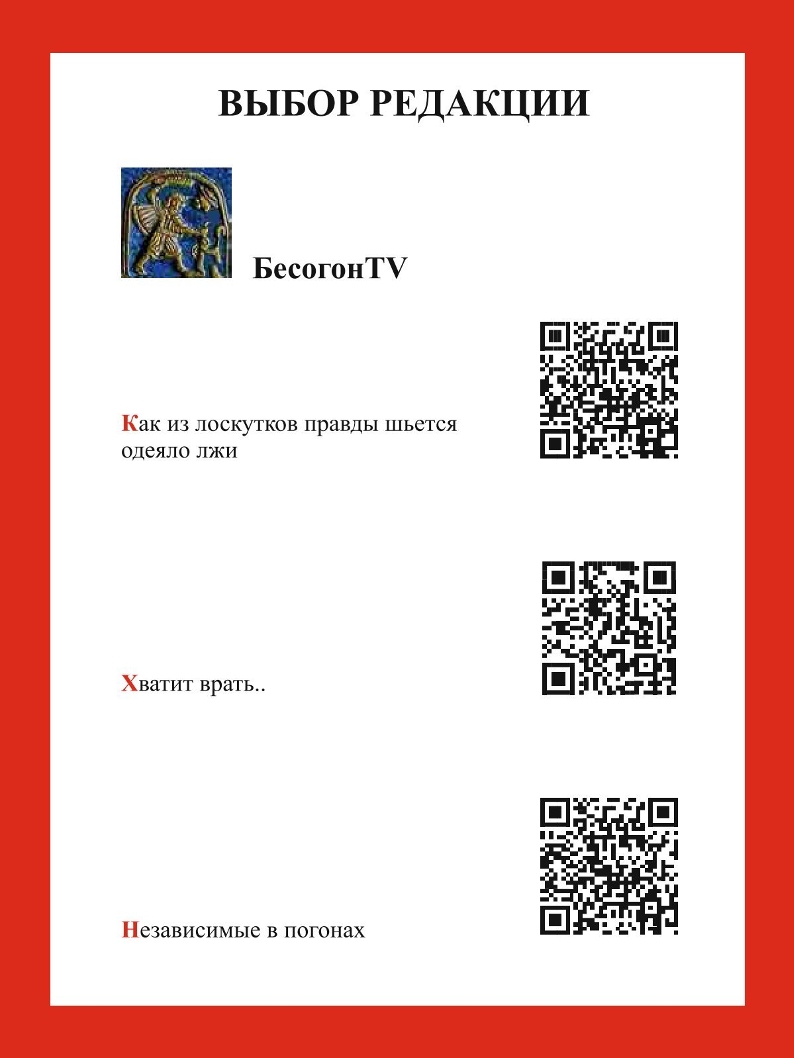 ВЫБОР РЕДАКЦИИ
БесогонTV
Как из лоскутков правды шьется
одеяло лжи
Хватит врать..
Независимые в погонах